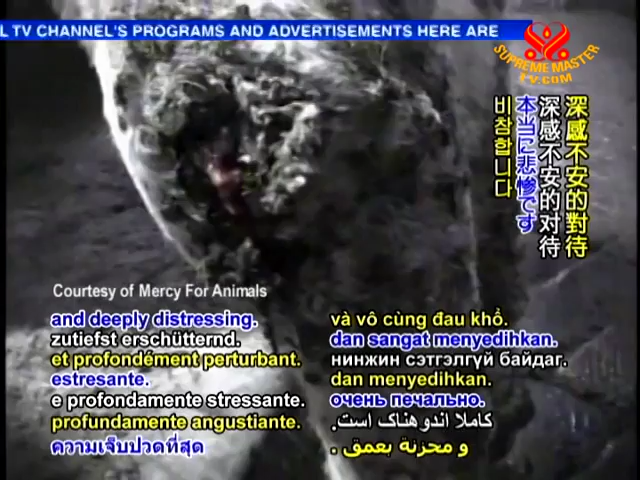 L TV CHANNEL'S PROGRAMS AND ADVERTISEMENTS HERE ARE
SUPREME MASTER
TV.COM
深感不安的對待
深感不安的对待
本当に悲惨です
비참합니다
Courtesy of Mercy For Animals
and deeply distressing.
zutiefst erschütternd.
et profondément perturbant.
estresante.
e profondamente stressante.
profundamente angustiante.
ความเจ็บปวดที่สุด
và vô cùng đau khổ.
dan sangat menyedihkan.
нинжин сэтгэлгүй байдаг.
dan menyedihkan.
очень печально.
کاملا اندوهناک است.
و محزنة بعمق .